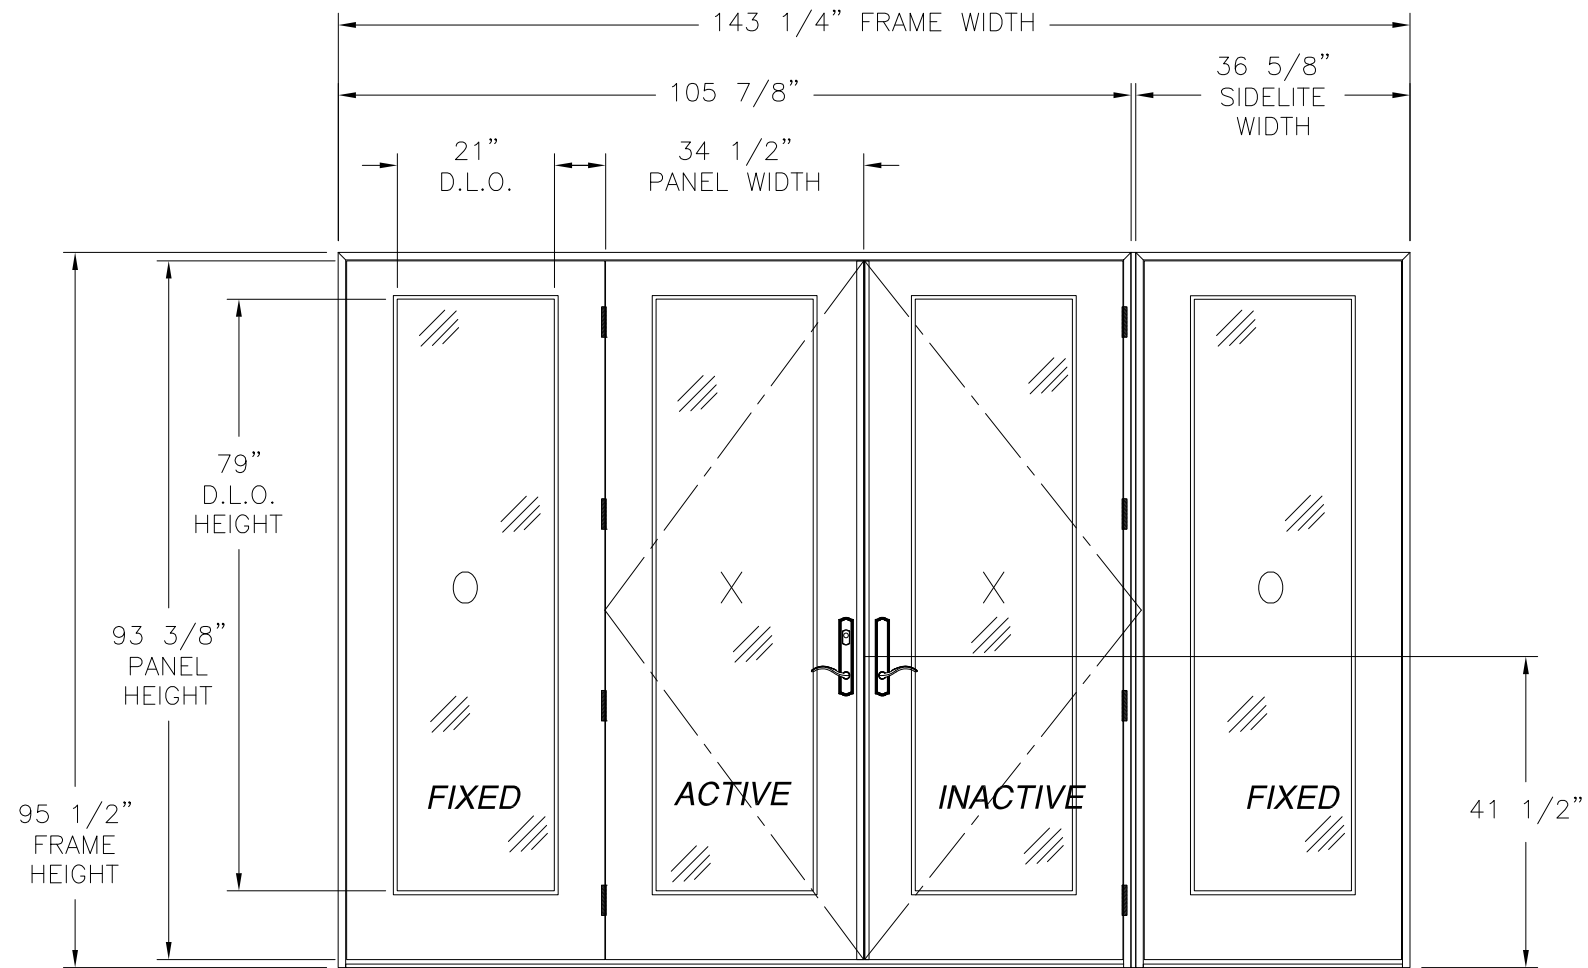 143 1/4” FRAME WIDTH
105 7/8”
36 5/8”
SIDELITE
WIDTH
21”
D.L.O.
34 1/2”
PANEL WIDTH
79”
D.L.O.
HEIGHT
93 3/8”
PANEL
HEIGHT
95 1/2”
FRAME
HEIGHT
O
X
X
O
FIXED
ACTIVE
INACTIVE
FIXED
41 1/2”